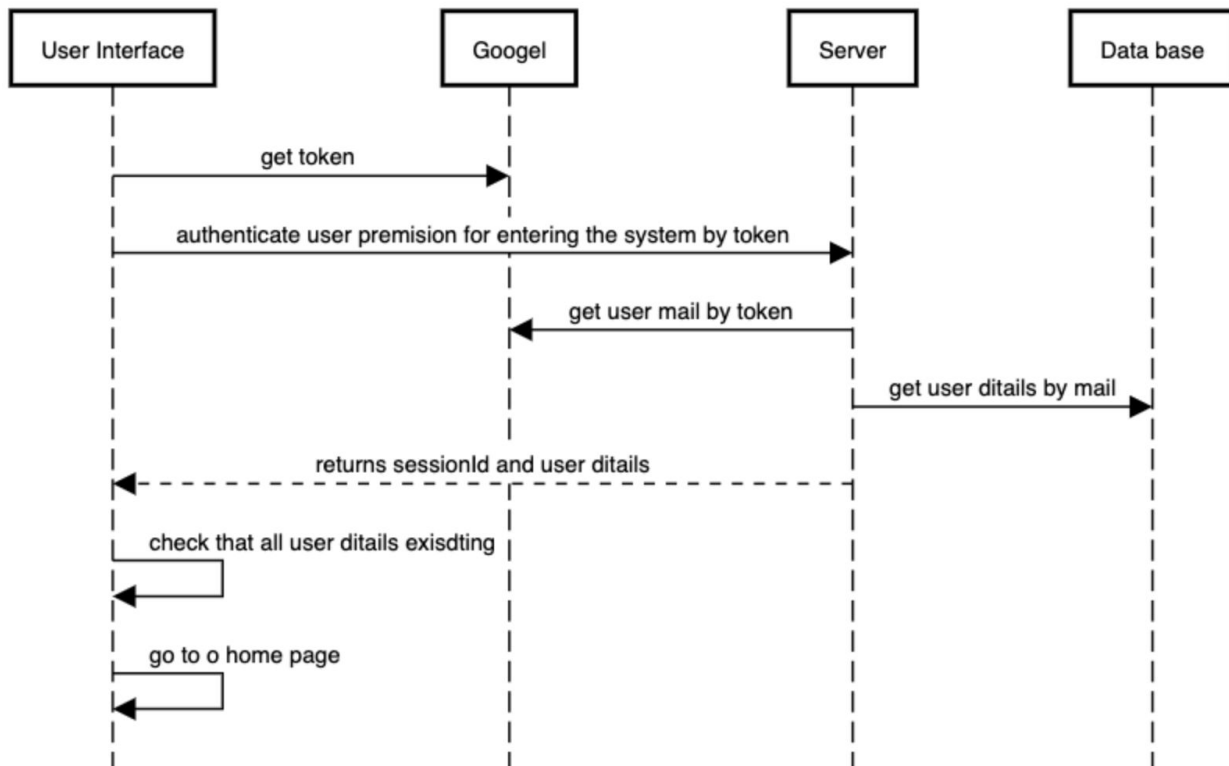 User Interface
Googel
Server
Data base
get token
authenticate user premision for entering the system by token
get user mail by token
get user ditails by mail
returns sessionId and user ditails
check that all user ditails exisdting
go to o home page